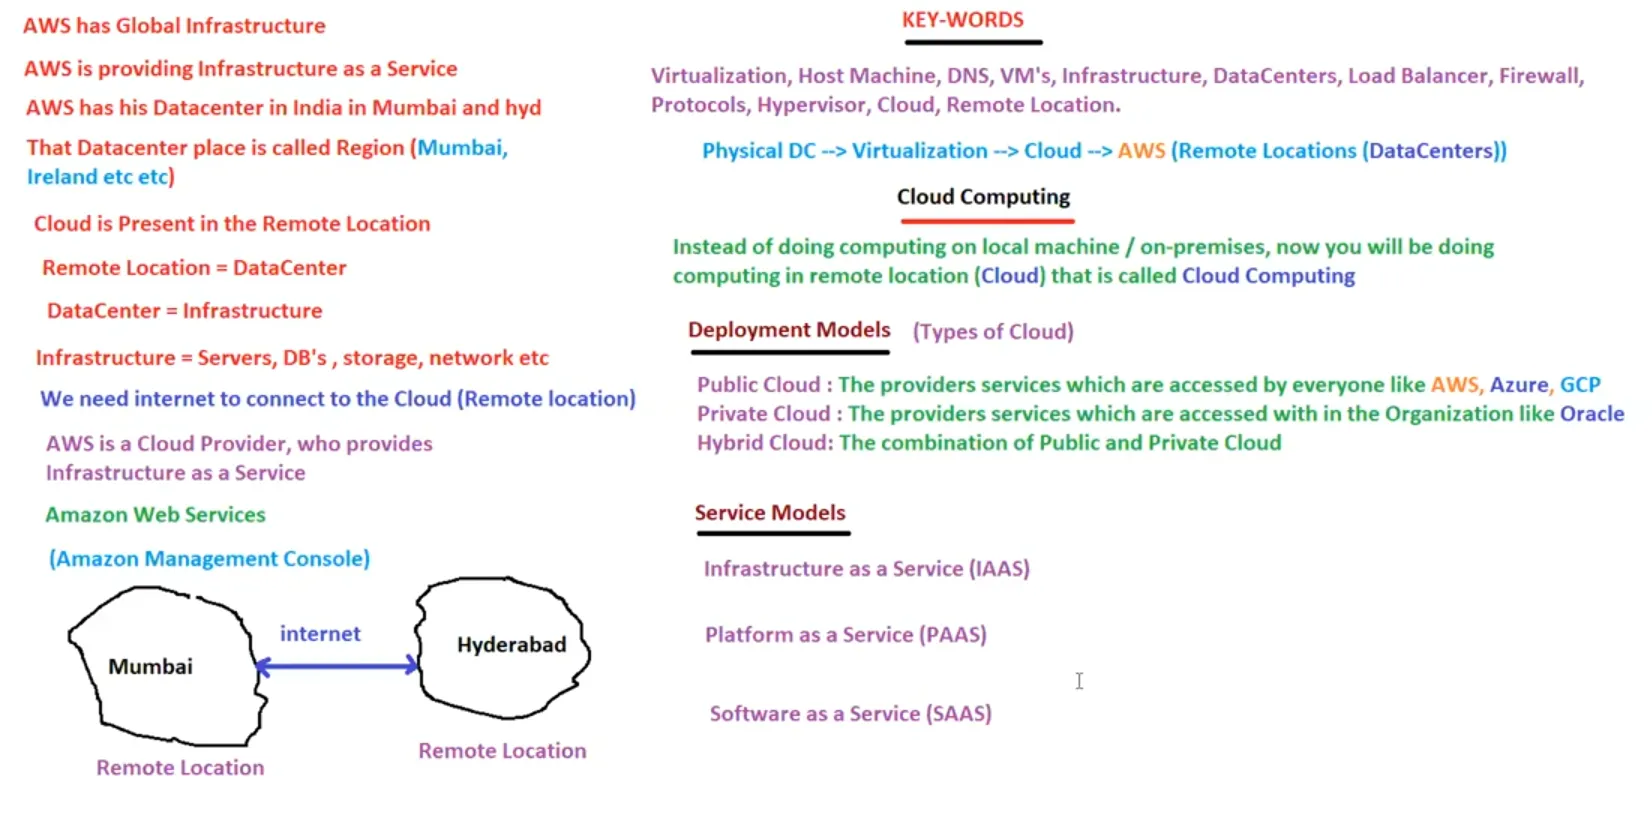 AWS has Global Infrastructure
AWS is providing Infrastructure as a Service
AWS has his Datacenter in India in Mumbai and hyd
That Datacenter place is called Region (Mumbai,
Ireland etc etc)
Cloud is Present in the Remote Location
Remote Location = DataCenter
DataCenter = Infrastructure
Infrastructure = Servers, DB's , storage, network etc
We need internet to connect to the Cloud (Remote location)
AWS is a Cloud Provider, who provides
Infrastructure as a Service
Amazon Web Services
(Amazon Management Console)
Mumbai
internet
Hyderabad
Remote Location
Remote Location
KEY-WORDS
Virtualization, Host Machine, DNS, VM's, Infrastructure, DataCenters, Load Balancer, Firewall,
Protocols, Hypervisor, Cloud, Remote Location.
Physical DC --> Virtualization --> Cloud --> AWS (Remote Locations (DataCenters))
Cloud Computing
Instead of doing computing on local machine / on-premises, now you will be doing
computing in remote location (Cloud) that is called Cloud Computing
Deployment Models (Types of Cloud)
Public Cloud : The providers services which are accessed by everyone like AWS, Azure, GCP
Private Cloud : The providers services which are accessed with in the Organization like Oracle
Hybrid Cloud: The combination of Public and Private Cloud
Service Models
Infrastructure as a Service (IAAS)
Platform as a Service (PAAS)
Software as a Service (SAAS)